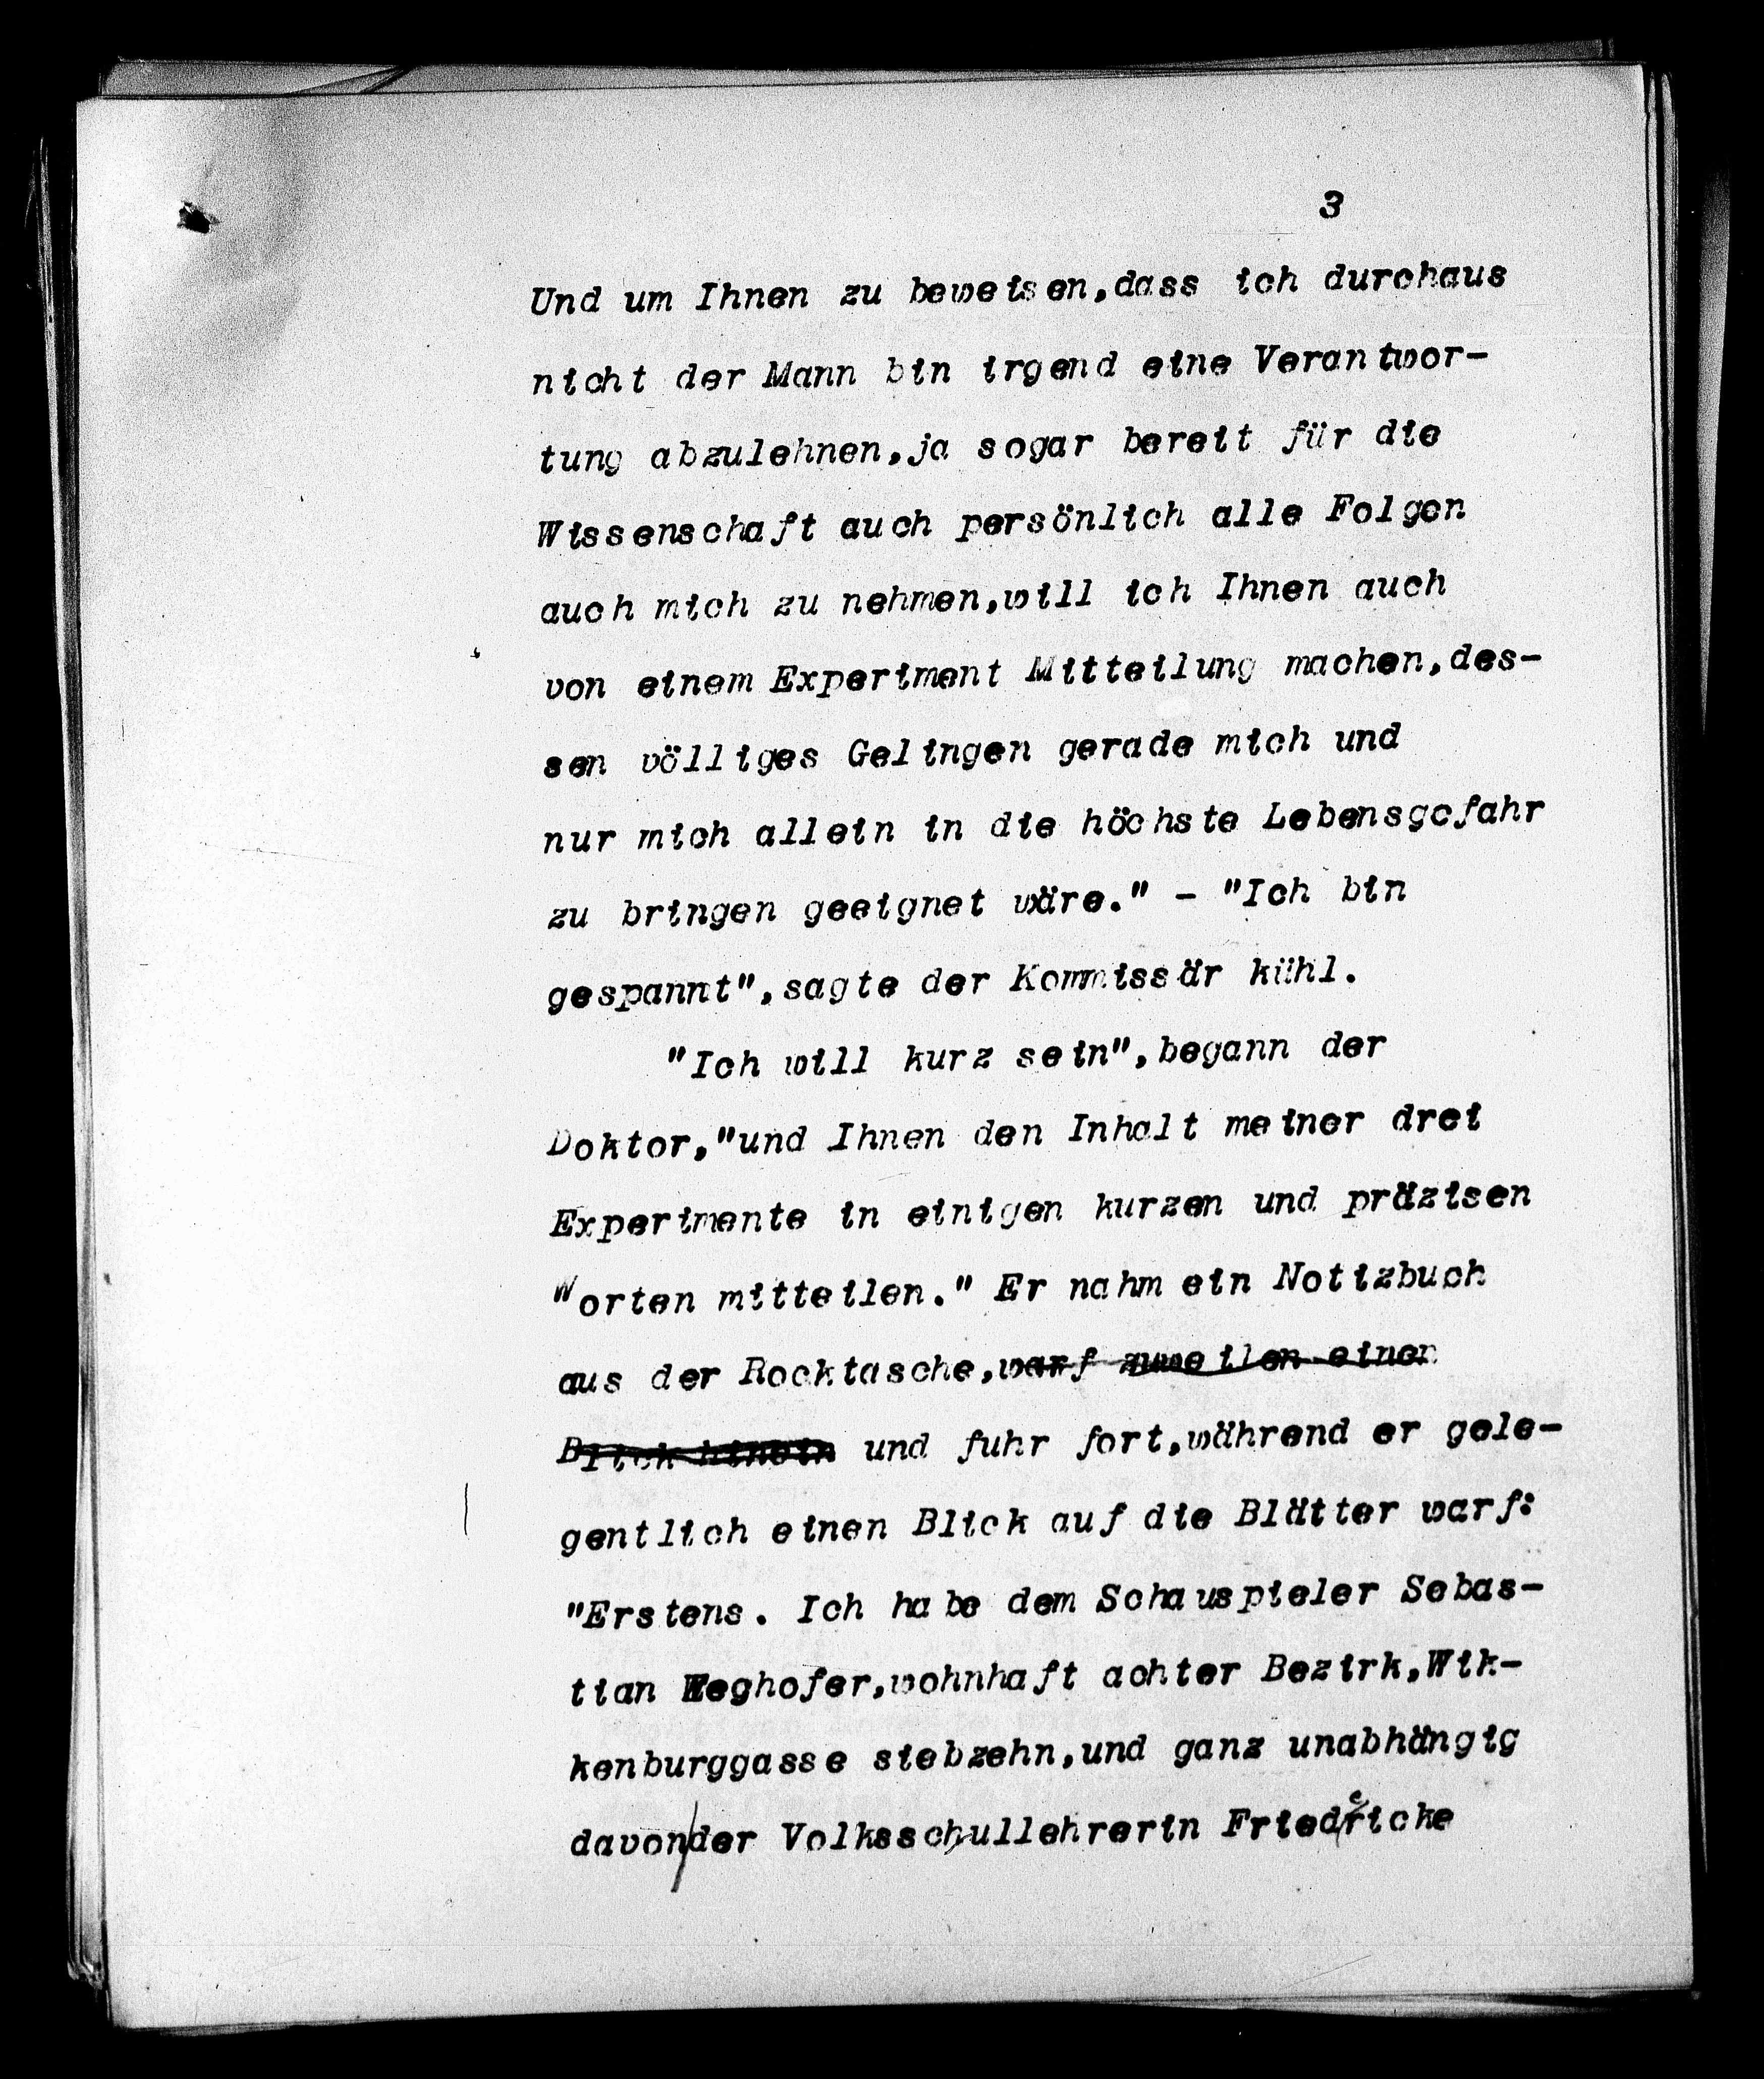 3
Und um Ihnen zu beweisen,dass ich durchaus
nicht der Mann bin irgend eine Verantwor-
tung abzulehnen,ja sogar bereit für die
Wissenschaft auch persönlich alle Folgen
auch mich zu nehmen,will ich Ihnen auch
von einem Experiment Mitteilung machen,des-
sen völliges Gelingen gerade mich und
nur mich allein in die höchste Lebensgefahr
zu bringen geeignet wäre." - "Ich bin
gespannt",sagte der Kommissär kühl.
"Ich will kurz sein",begann der
Doktor,"und Ihnen den Inhalt meiner drei
Experimente in einigen kurzen und präzisen
Worten mitteilen." Er nahm ein Notizbuch
aus der Rocktasche,warf zuweilen einen
Blick hinein und fuhr fort,während er gele-
gentlich einen Blick auf die Blätter warf:
"Erstens. Ich habe dem Schauspieler Sebas-
tian Weghofer,wohnhaft achter Bezirk,Wik-
kenburggasse siebzehn,und ganz unabhängig
davon der Volksschullehrerin Friedericke